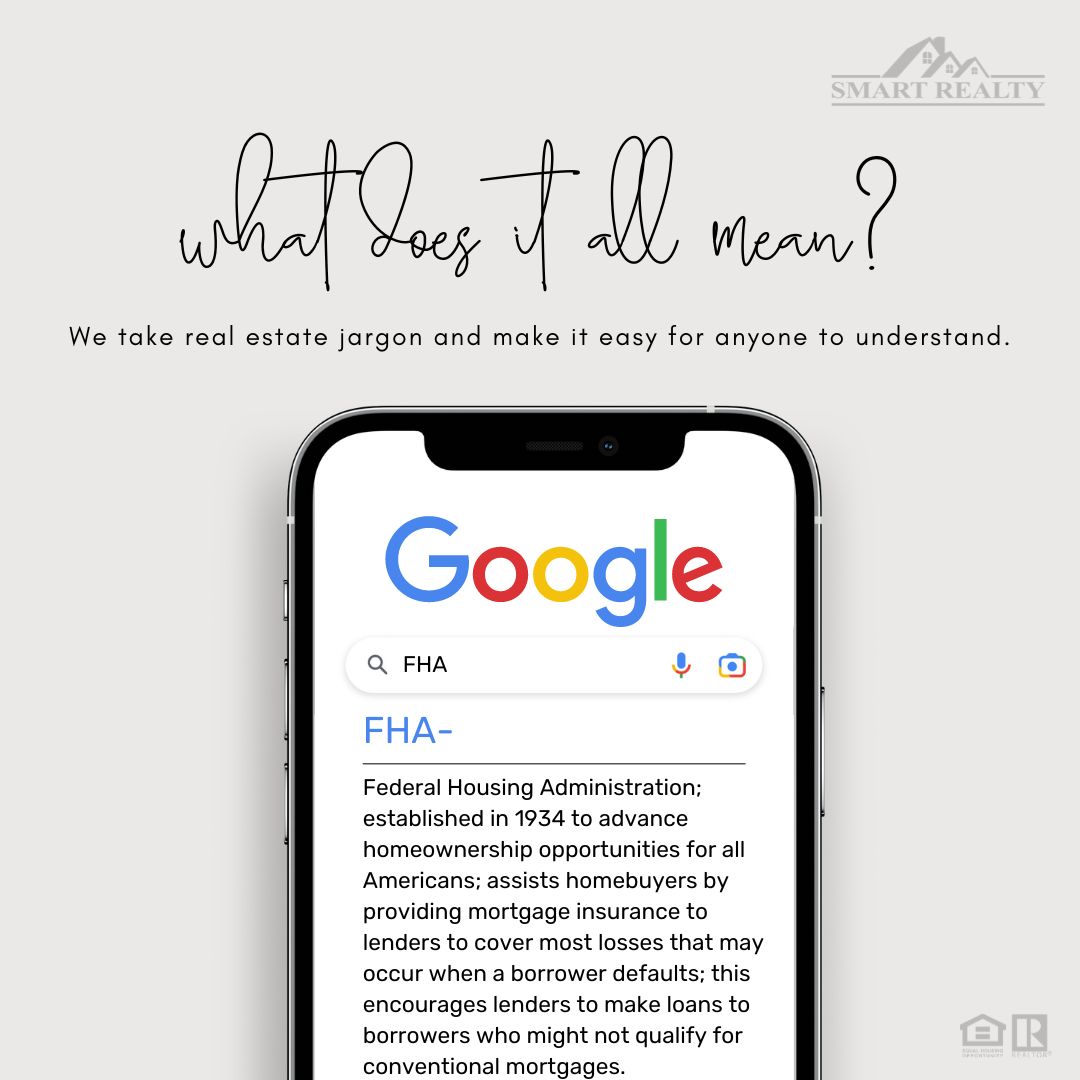 SMART REALTY
what does it all mean?
We take real estate jargon and make it easy for anyone to understand.
Google
FHA
FHA-
Federal Housing Administration;
established in 1934 to advance
homeownership opportunities for all
Americans; assists homebuyers by
providing mortgage insurance to
lenders to cover most losses that may
occur when a borrower defaults; this
encourages lenders to make loans to
borrowers who might not qualify for
conventional mortgages.
EQUAL HOUSING
OPPORTUNITY
REALTOR®